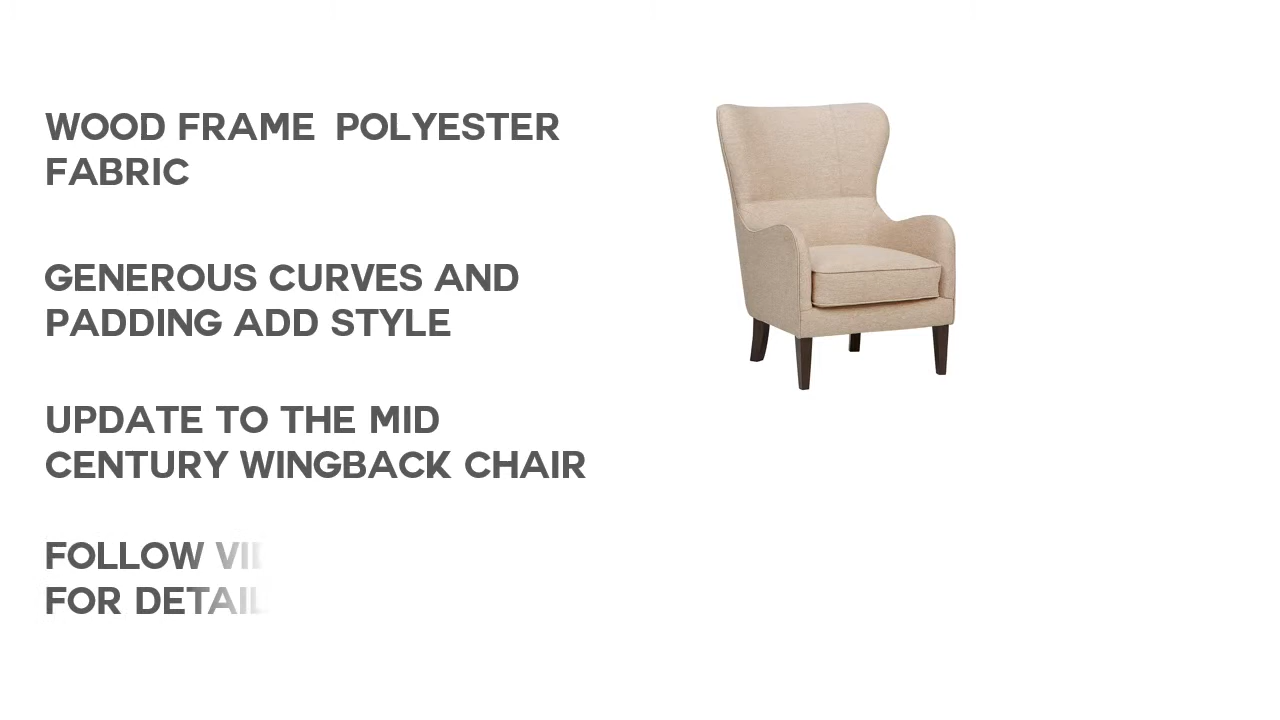 WOOD FRAME  POLYESTER
FABRIC
GENEROUS CURVES AND
PADDING ADD STYLE
UPDATE TO THE MID
CENTURY WINGBACK CHAIR
FOLLOW
FOR